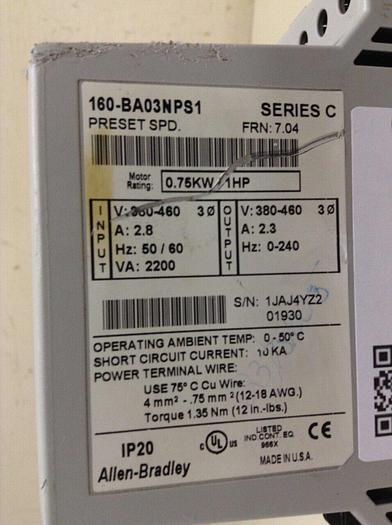 160-BA03NPS1 SERIES C
PRESET SPD. FRN: 7.04
Motor Rating: 0.75KW / 1HP
INPUT
V: 380-460 3Ø
A: 2.8
Hz: 50 / 60
VA: 2200
OUTPUT
V: 380-460 3Ø
A: 2.3
Hz: 0-240
S/N: 1JAJ4YZ2
01930
OPERATING AMBIENT TEMP: 0-50°C
SHORT CIRCUIT CURRENT: 10 KA
POWER TERMINAL WIRE:
USE 75°C Cu Wire:
4 mm² - .75 mm² (12-18 AWG.)
Torque 1.35 Nm (12 in.-lbs.)
IP20
Allen-Bradley
C UL US
LISTED
IND.CONT. EQ.
966X
CE
MADE IN U.S.A.